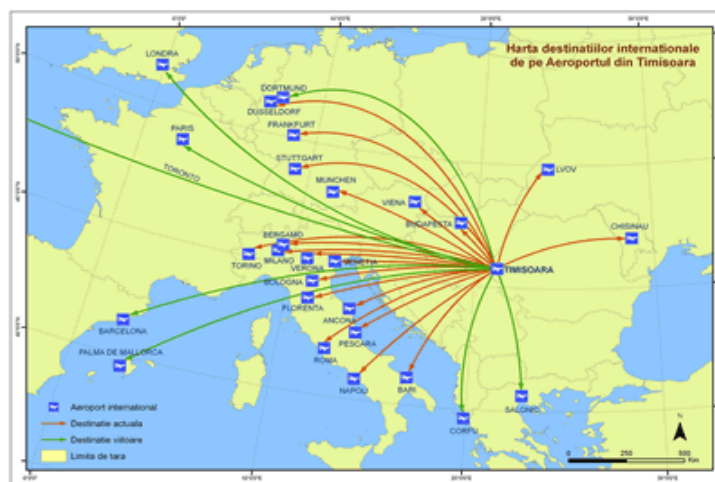 Harta destinatiilor internationale
de pe Aeroportul din Timisoara
LONDRA
DORTMUND
DUSSELDORF
PARIS
FRANKFURT
TORONTO
STUTTGART
LVOV
MUNCHEN
VIENA
BUDAPESTA
CHISINAU
BERGAMO
MILANO
TORINO
VERONA
VENETIA
TIMISOARA
BOLOGNA
FLORENTA
BARCELONA
ANCONA
PALMA DE MALLORCA
PESCARA
ROMA
NAPOLI
BARI
SALONIC
CORFU
Aeroport international
Destinatie actuala
Destinatie viitoare
Limita de tara
N
0 250 500
Km